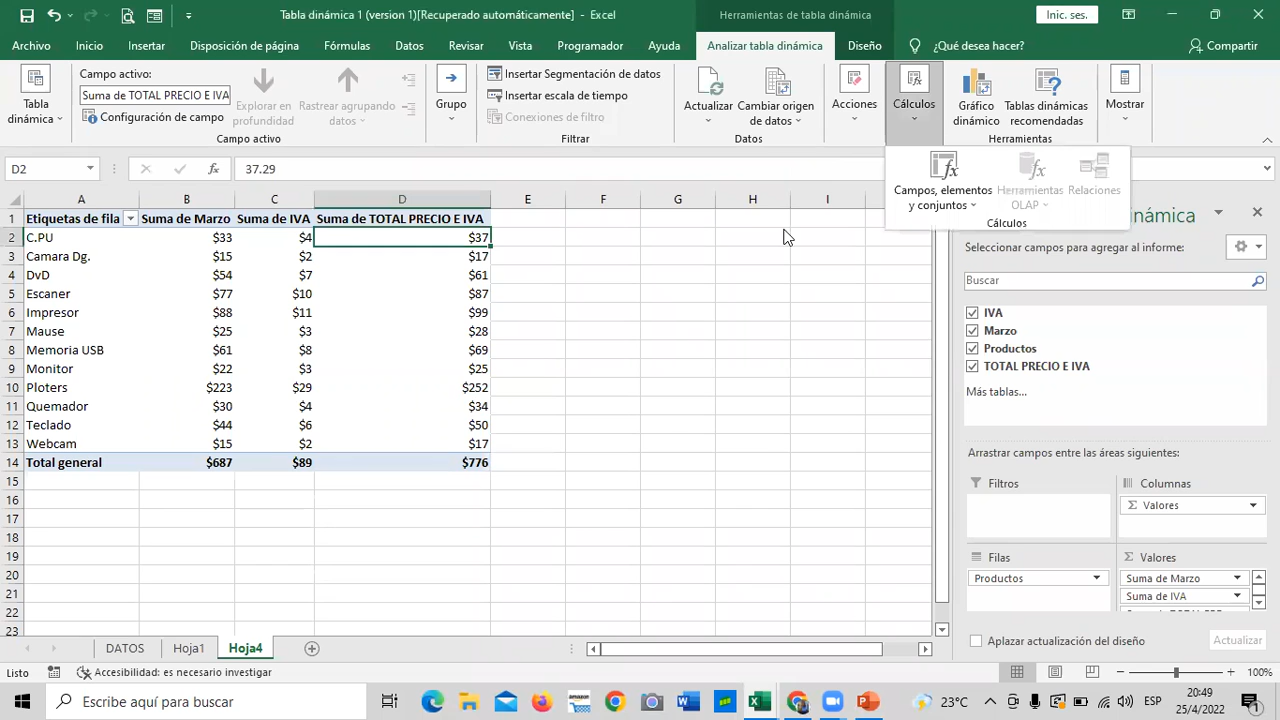 Tabla dinámica 'r (version 1)[Recuperado automáticamente] - Excel
Herramientas de tabla dinámica
Inic. ses.
Archivo Inicio Insertar Disposición de página Fórmulas Datos Revisar Vista Programador Ayuda Analizar tabla dinámica Diseño ¿Qué desea hacer? Compartir
Tabla dinámica
Campo activo:
Suma de TOTAL PRECIO E IVA
Configuración de campo
Explorar en profundidad
Rastrear agrupando datos
Campo activo
Grupo
Insertar Segmentación de datos
Insertar escala de tiempo
Conexiones de filtro
Filtrar
Actualizar
Cambiar origen de datos
Datos
Acciones
Cálculos
Gráfico dinámico
Tablas dinámicas recomendadas
Herramientas
Mostrar
Campos, elementos y conjuntos
Herramientas OLAP
Relaciones
Cálculos
D2 37.29
A B C D E F G H I
1 Etiquetas de fila Suma de Marzo Suma de IVA Suma de TOTAL PRECIO E IVA
2 C.PU $33 $4 $37
3 Camara Dg. $15 $2 $17
4 DvD $54 $7 $61
5 Escaner $77 $10 $87
6 Impresor $88 $11 $99
7 Mause $25 $3 $28
8 Memoria USB $61 $8 $69
9 Monitor $22 $3 $25
10 Ploters $223 $29 $252
11 Quemador $30 $4 $34
12 Teclado $44 $6 $50
13 Webcam $15 $2 $17
14 Total general $687 $89 $776
15
16
17
18
19
20
21
22
23
dinámica
Seleccionar campos para agregar al informe:
Buscar
IVA
Marzo
Productos
TOTAL PRECIO E IVA
Más tablas...
Arrastrar campos entre las áreas siguientes:
Filtros
Columnas
Σ Valores
Filas
Productos
Σ Valores
Suma de Marzo
Suma de IVA
Aplazar actualización del diseño
Actualizar
DATOS Hoja1 Hoja4
Listo
Accesibilidad: es necesario investigar
100%
Escribe aquí para buscar
23°C
ESP
20:49
25/4/2022